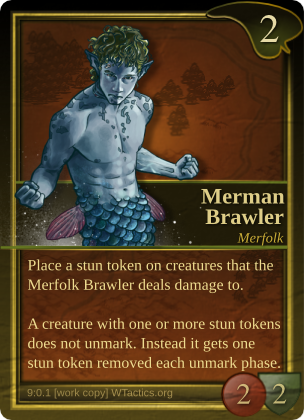 2
Merman
Brawler
Merfolk
Place a stun token on creatures that the
Merfolk Brawler deals damage to.
A creature with one or more stun tokens
does not unmark. Instead it gets one
stun token removed each unmark phase.
9:0.1 [work copy] WTactics.org
2 2